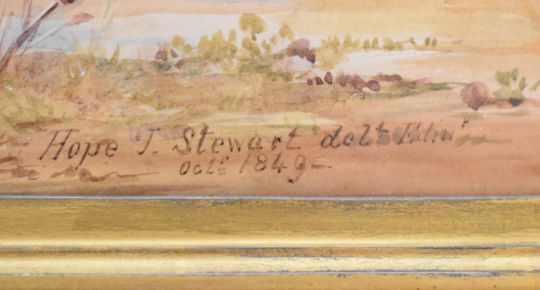 Hope J. Stewart delt
Octr 1849